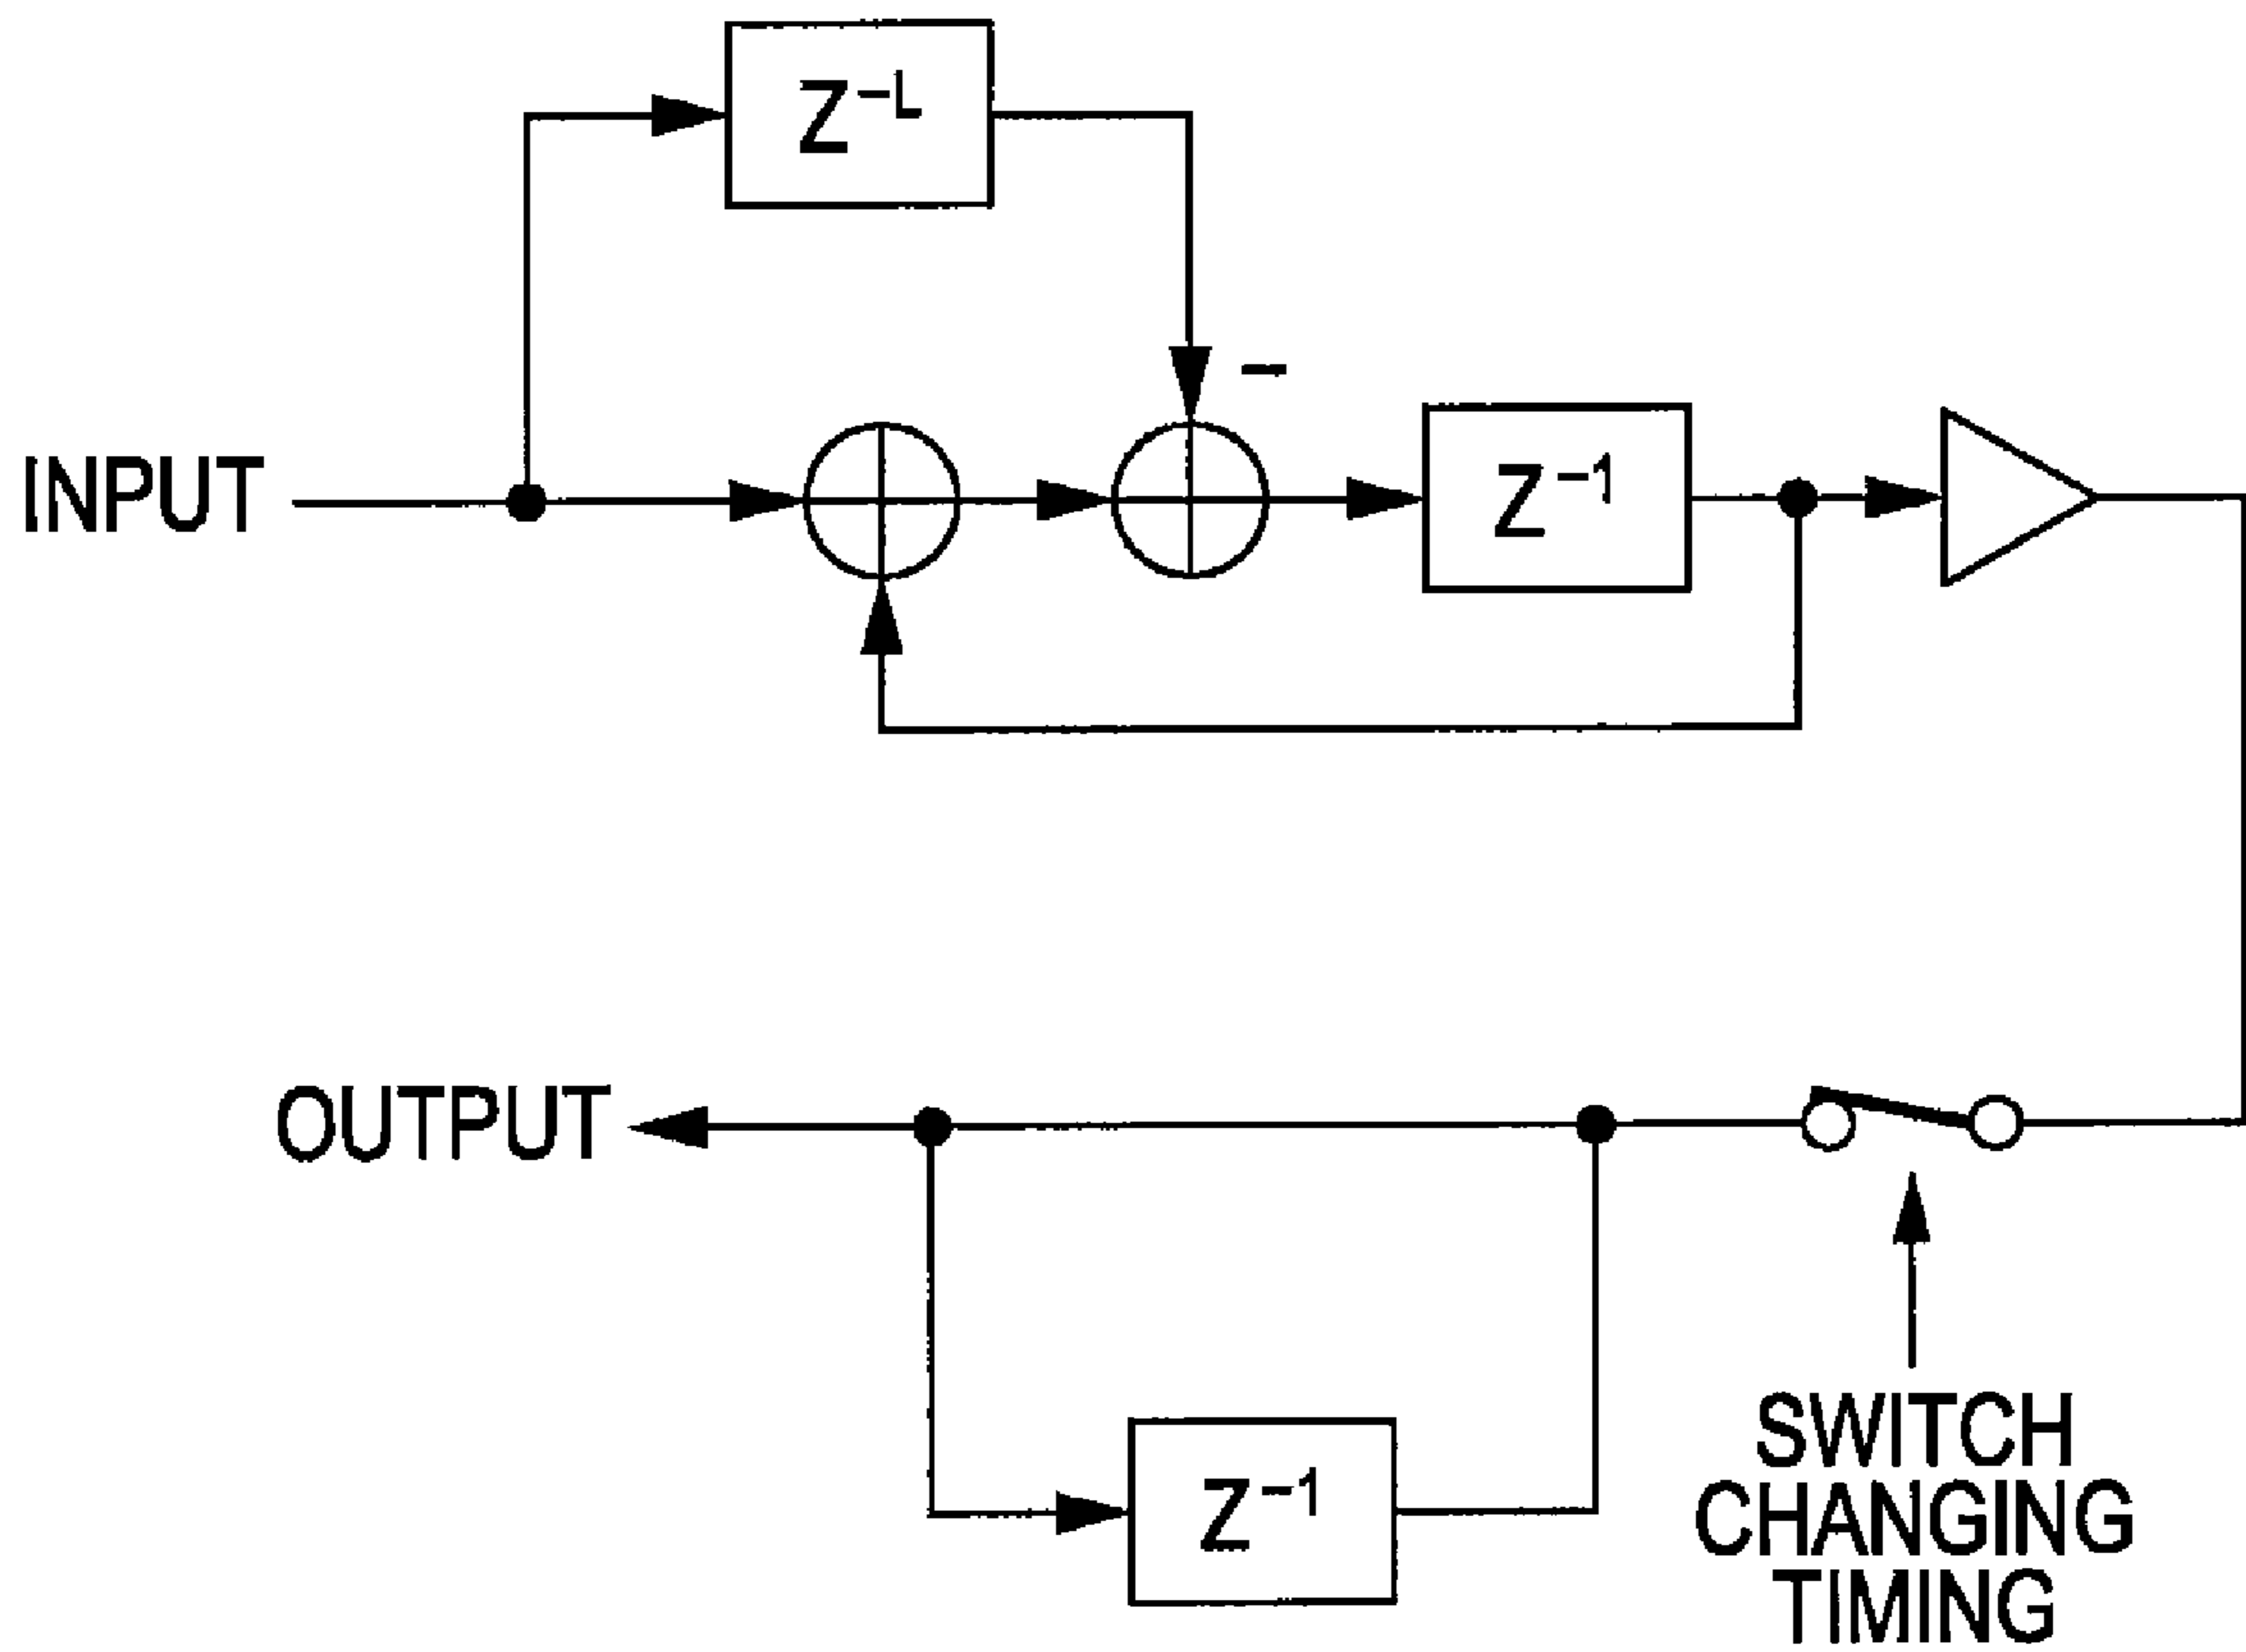 Z⁻ᴸ
–
INPUT
Z⁻¹
OUTPUT
Z⁻¹
SWITCH
CHANGING
TIMING